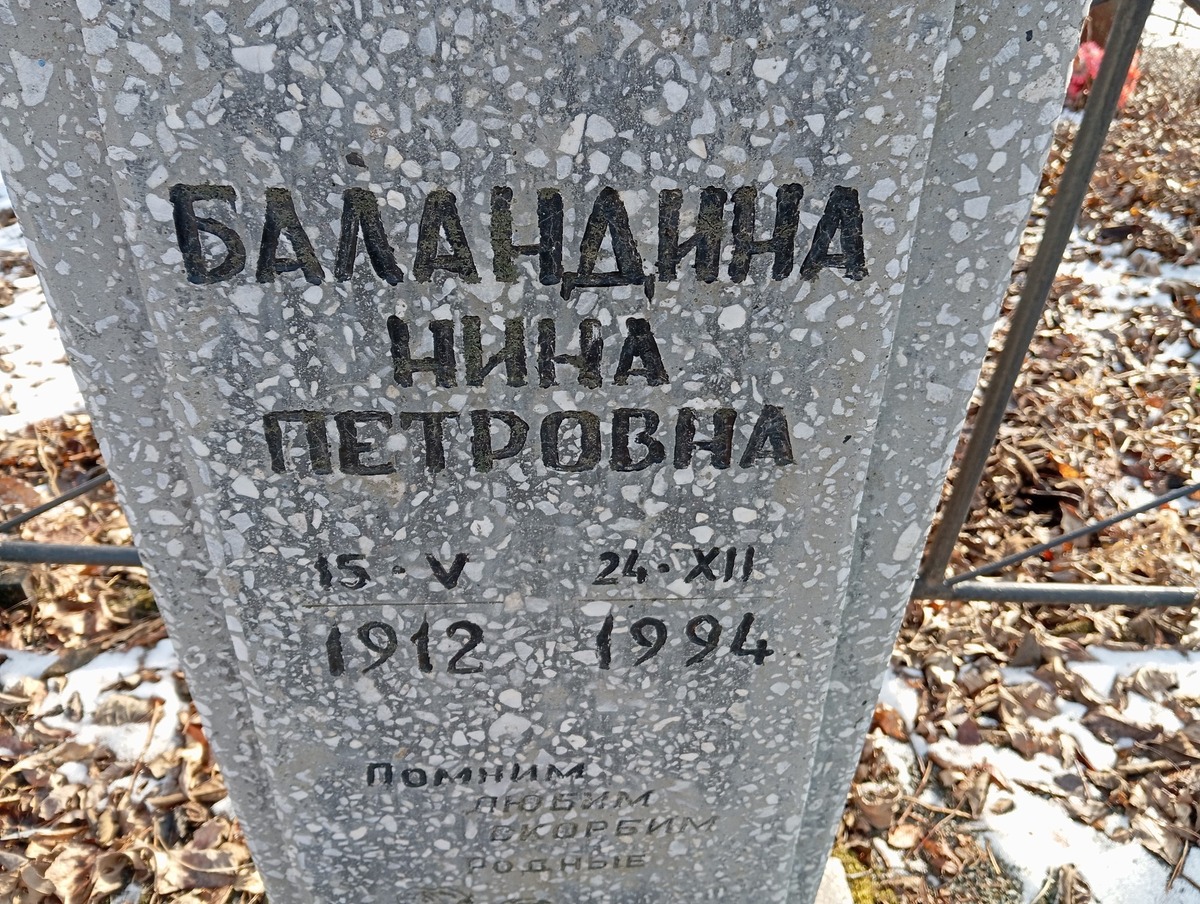 БАЛАНДИНА
НИНА
ПЕТРОВНА
15 · V 24 · XII
1912 1994
Помним
ЛЮБИМ
СКОРБИМ
РОДНЫЕ